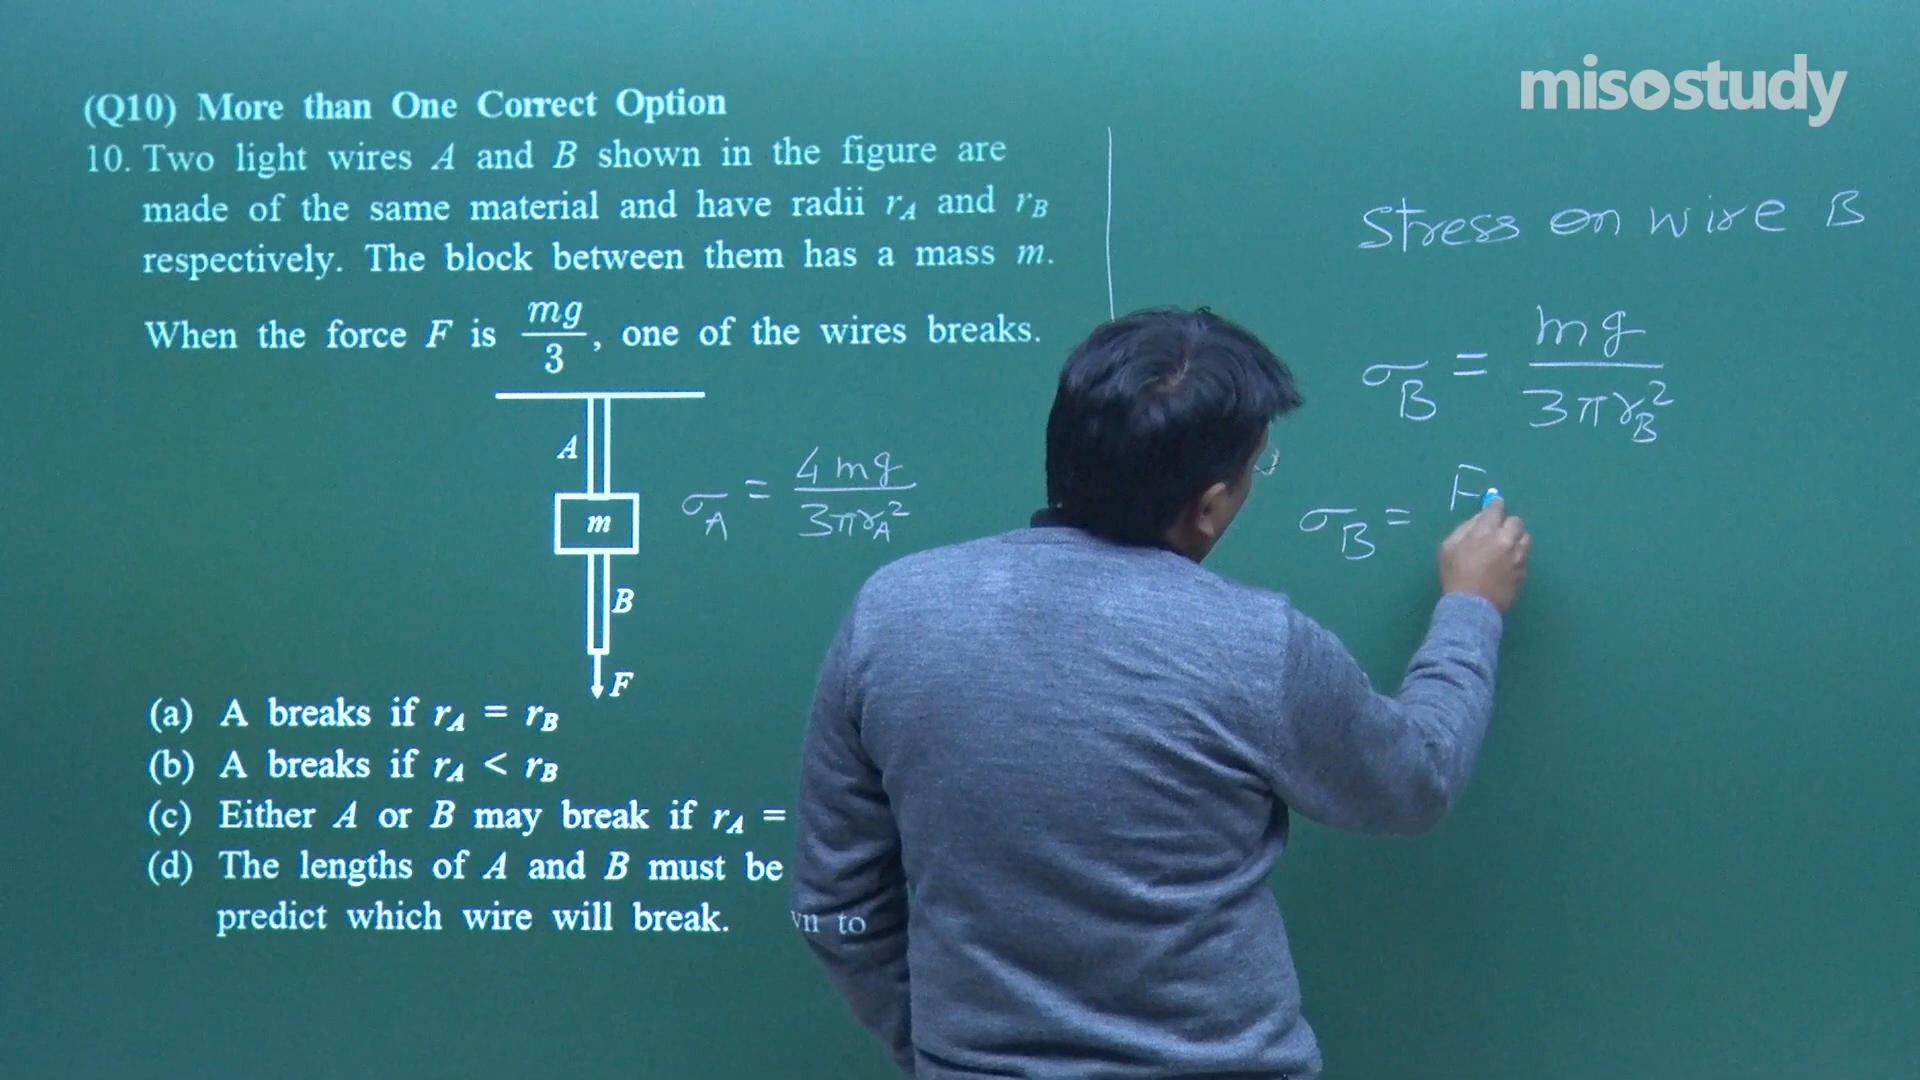 misostudy
(Q10) More than One Correct Option
10. Two light wires A and B shown in the figure are
made of the same material and have radii r_A and r_B
respectively. The block between them has a mass m.
When the force F is mg/3, one of the wires breaks.
A
m
B
F
σ_A = 4mg/3πr_A²
Stress on wire B
σ_B = mg/3πr_B²
σ_B = F
(a) A breaks if r_A = r_B
(b) A breaks if r_A < r_B
(c) Either A or B may break if r_A =
(d) The lengths of A and B must be
predict which wire will break. to